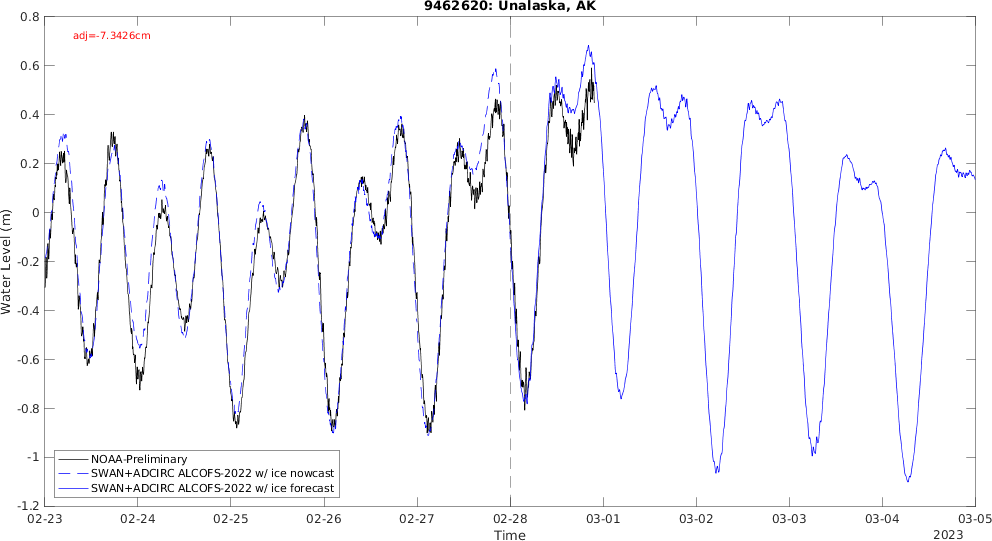 9462620: Unalaska, AK
adj=-7.3426cm
Water Level (m)
0.8
0.6
0.4
0.2
0
-0.2
-0.4
-0.6
-0.8
-1
-1.2
NOAA-Preliminary
SWAN+ADCIRC ALCOFS-2022 w/ ice nowcast
SWAN+ADCIRC ALCOFS-2022 w/ ice forecast
02-23 02-24 02-25 02-26 02-27 02-28 03-01 03-02 03-03 03-04 03-05
Time
2023